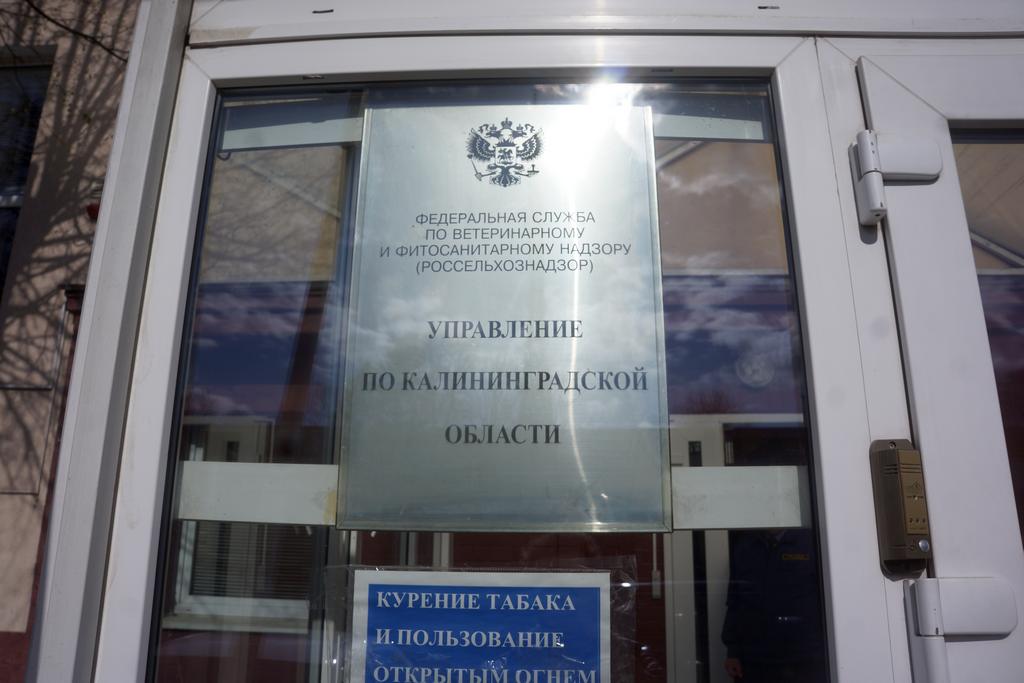 ФЕДЕРАЛЬНАЯ СЛУЖБА
ПО ВЕТЕРИНАРНОМУ
И ФИТОСАНИТАРНОМУ НАДЗОРУ
(РОССЕЛЬХОЗНАДЗОР)
УПРАВЛЕНИЕ
ПО КАЛИНИНГРАДСКОЙ
ОБЛАСТИ
КУРЕНИЕ ТАБАКА
И ПОЛЬЗОВАНИЕ
ОТКРЫТЫМ ОГНЕМ